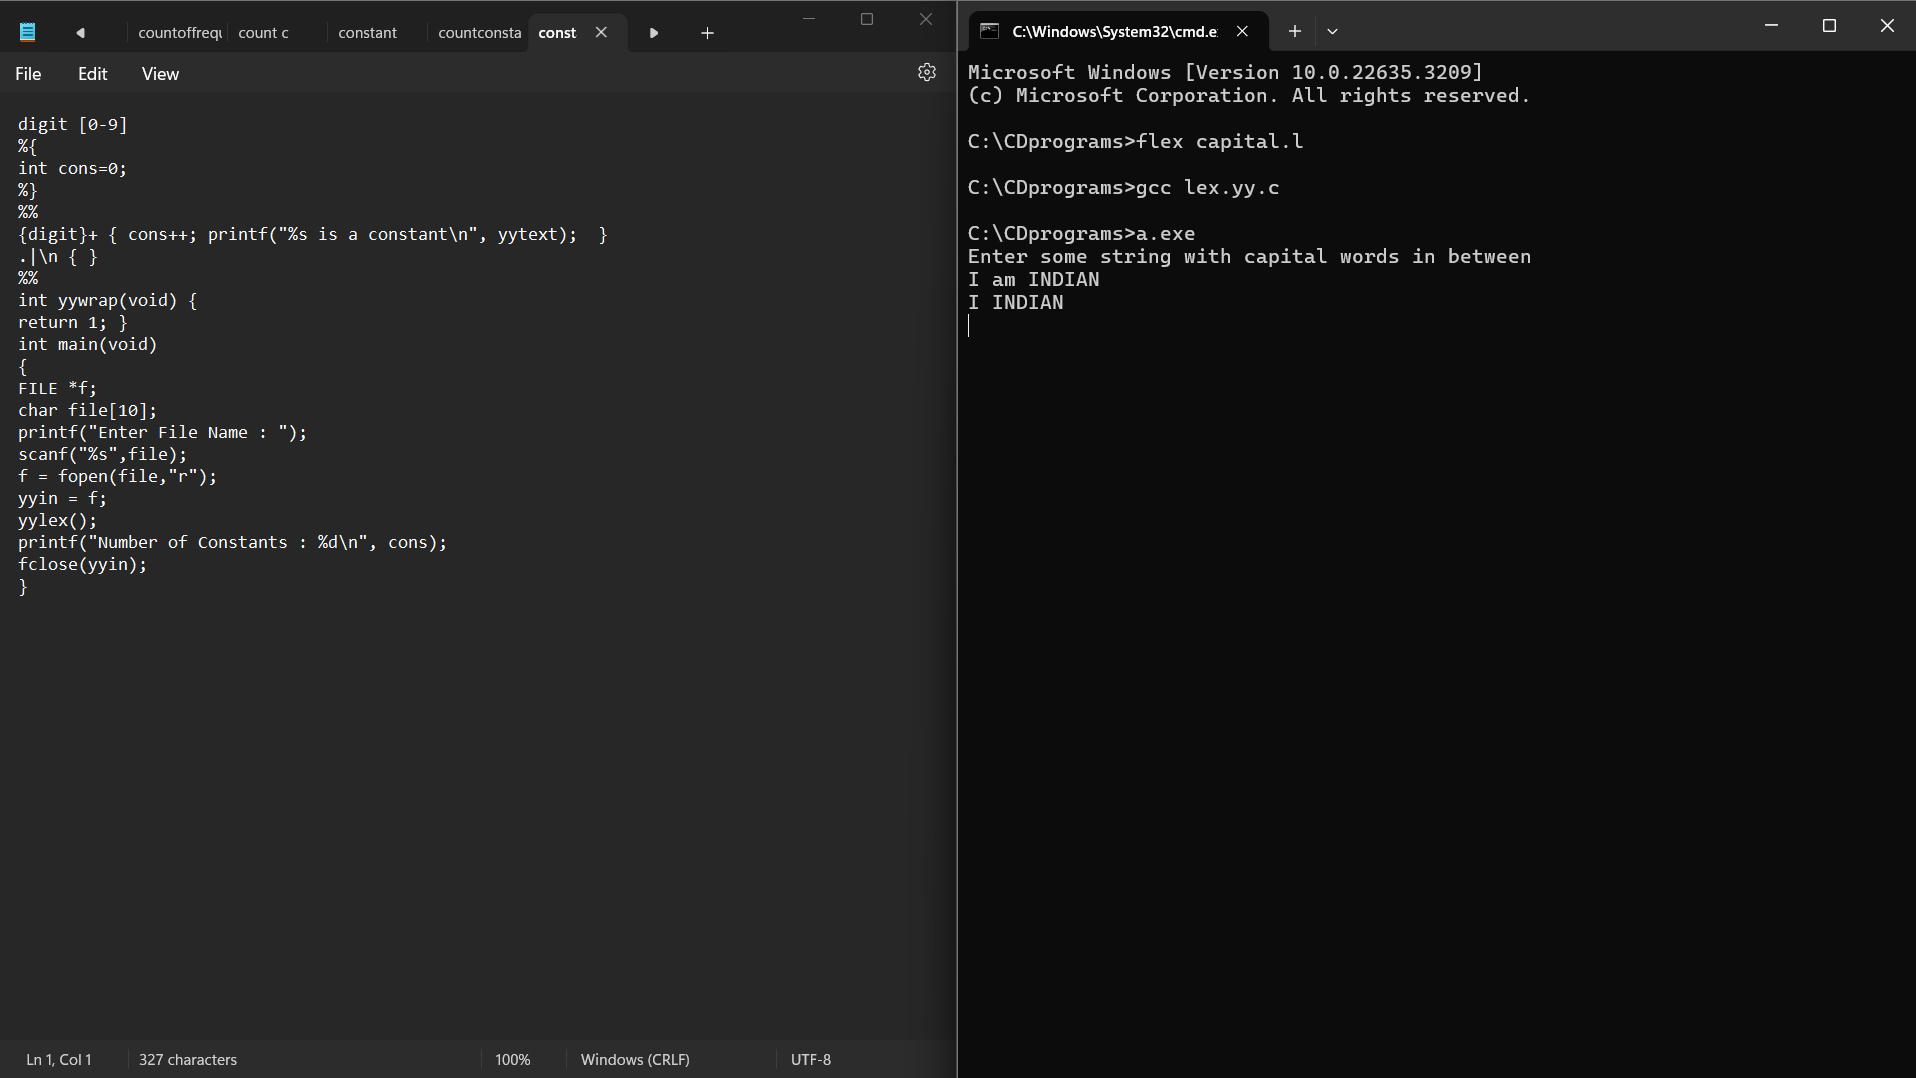 countoffrequ
count c
constant
countconsta
const
File
Edit
View
digit [0-9]
%{
int cons=0;
%}
%%
{digit}+ { cons++; printf("%s is a constant\n", yytext);  }
.|\n { }
%%
int yywrap(void) {
return 1; }
int main(void)
{
FILE *f;
char file[10];
printf("Enter File Name : ");
scanf("%s",file);
f = fopen(file,"r");
yyin = f;
yylex();
printf("Number of Constants : %d\n", cons);
fclose(yyin);
}
Ln 1, Col 1
327 characters
100%
Windows (CRLF)
UTF-8
C:\Windows\System32\cmd.e
Microsoft Windows [Version 10.0.22635.3209]
(c) Microsoft Corporation. All rights reserved.
C:\CDprograms>flex capital.l
C:\CDprograms>gcc lex.yy.c
C:\CDprograms>a.exe
Enter some string with capital words in between
I am INDIAN
I INDIAN